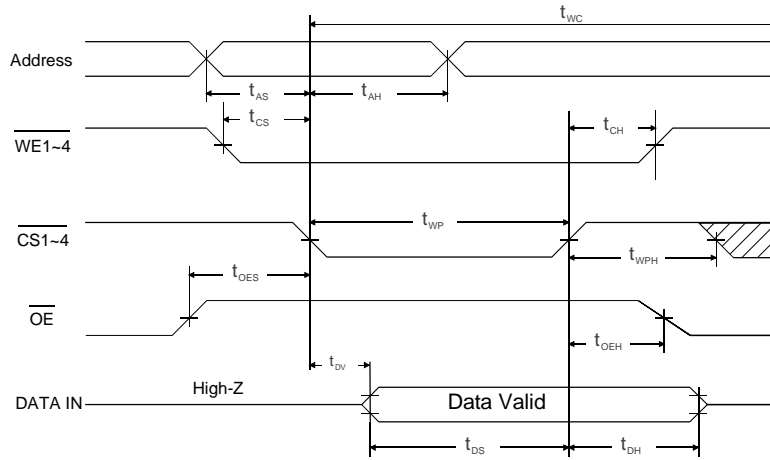 tWC
Address
tAS
tAH
tCS
tCH
WE1~4
tWP
CS1~4
tWPH
tOES
OE
tOEH
tDV
High-Z
DATA IN
Data Valid
tDS
tDH